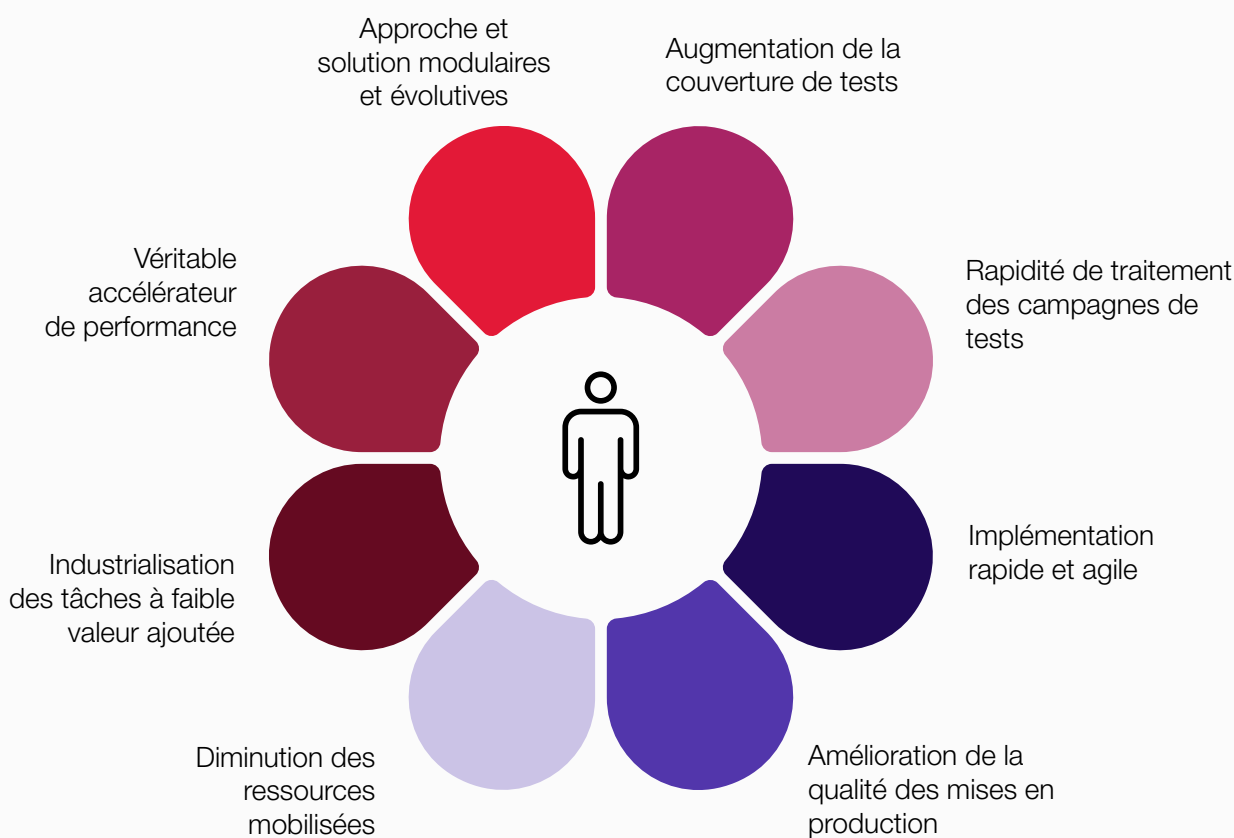 Approche et
solution modulaires
et évolutives
Augmentation de la
couverture de tests
Véritable
accélérateur
de performance
Rapidité de traitement
des campagnes de
tests
Industrialisation
des tâches à faible
valeur ajoutée
Implémentation
rapide et agile
Diminution des
ressources
mobilisées
Amélioration de la
qualité des mises en
production